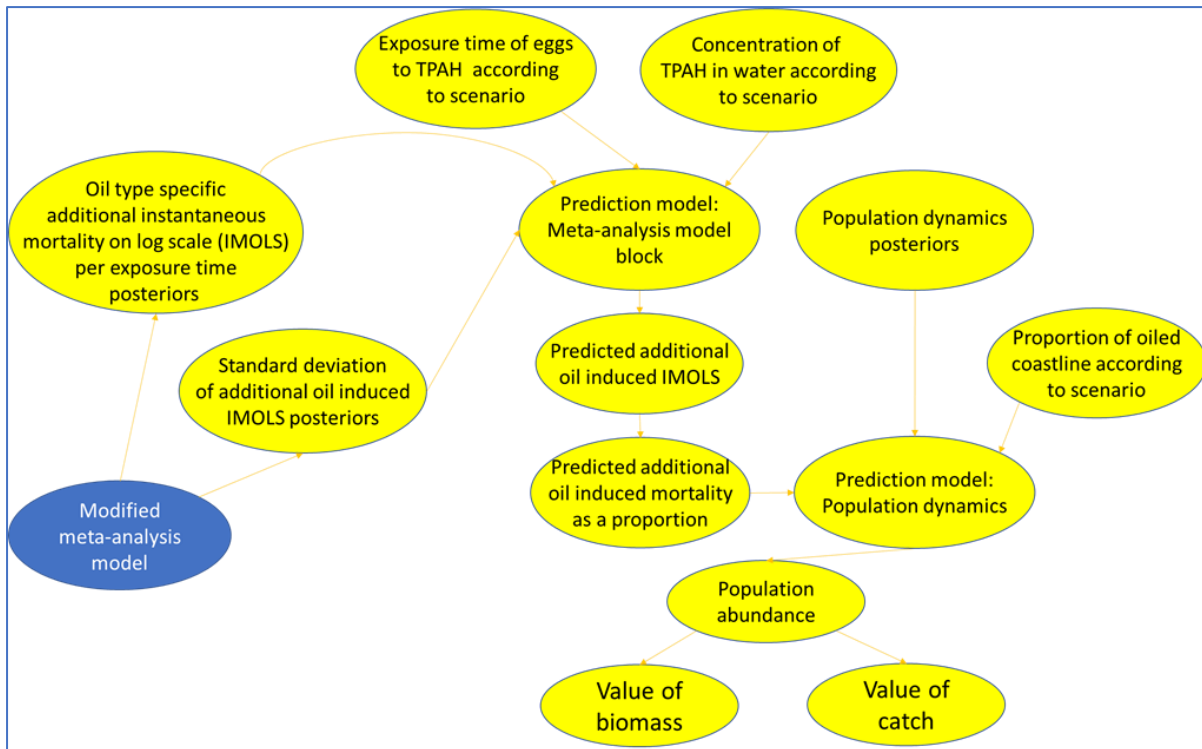 Exposure time of eggs
to TPAH according
to scenario
Concentration of
TPAH in water according
to scenario
Oil type specific
additional instantaneous
mortality on log scale (IMOLS)
per exposure time
posteriors
Prediction model:
Meta-analysis model
block
Population dynamics
posteriors
Standard deviation
of additional oil induced
IMOLS posteriors
Predicted additional
oil induced IMOLS
Proportion of oiled
coastline according
to scenario
Modified
meta-analysis
model
Predicted additional
oil induced mortality
as a proportion
Prediction model:
Population dynamics
Population
abundance
Value of
biomass
Value of
catch